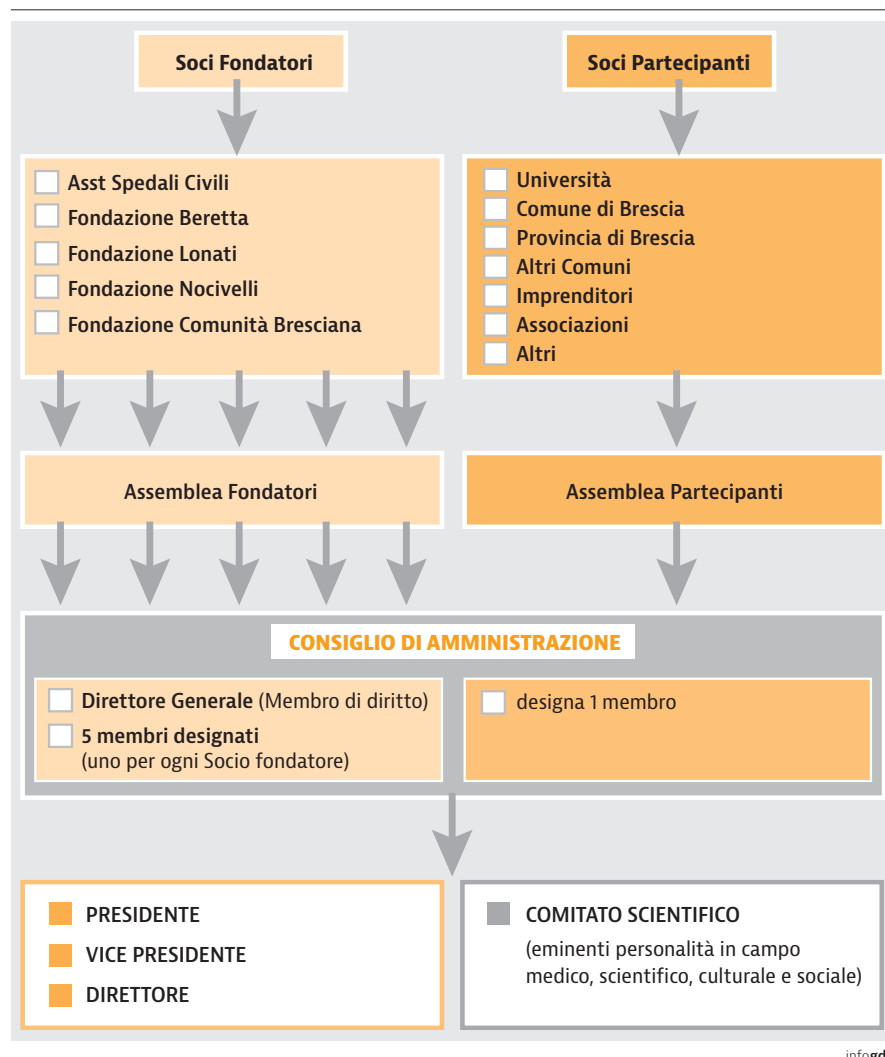 Soci Fondatori
Soci Partecipanti
Asst Spedali Civili
Fondazione Beretta
Fondazione Lonati
Fondazione Nocivelli
Fondazione Comunità Bresciana
Università
Comune di Brescia
Provincia di Brescia
Altri Comuni
Imprenditori
Associazioni
Altri
Assemblea Fondatori
Assemblea Partecipanti
CONSIGLIO DI AMMINISTRAZIONE
Direttore Generale (Membro di diritto)
5 membri designati
(uno per ogni Socio fondatore)
designa 1 membro
PRESIDENTE
VICE PRESIDENTE
DIRETTORE
COMITATO SCIENTIFICO
(eminenti personalità in campo
medico, scientifico, culturale e sociale)
infogd